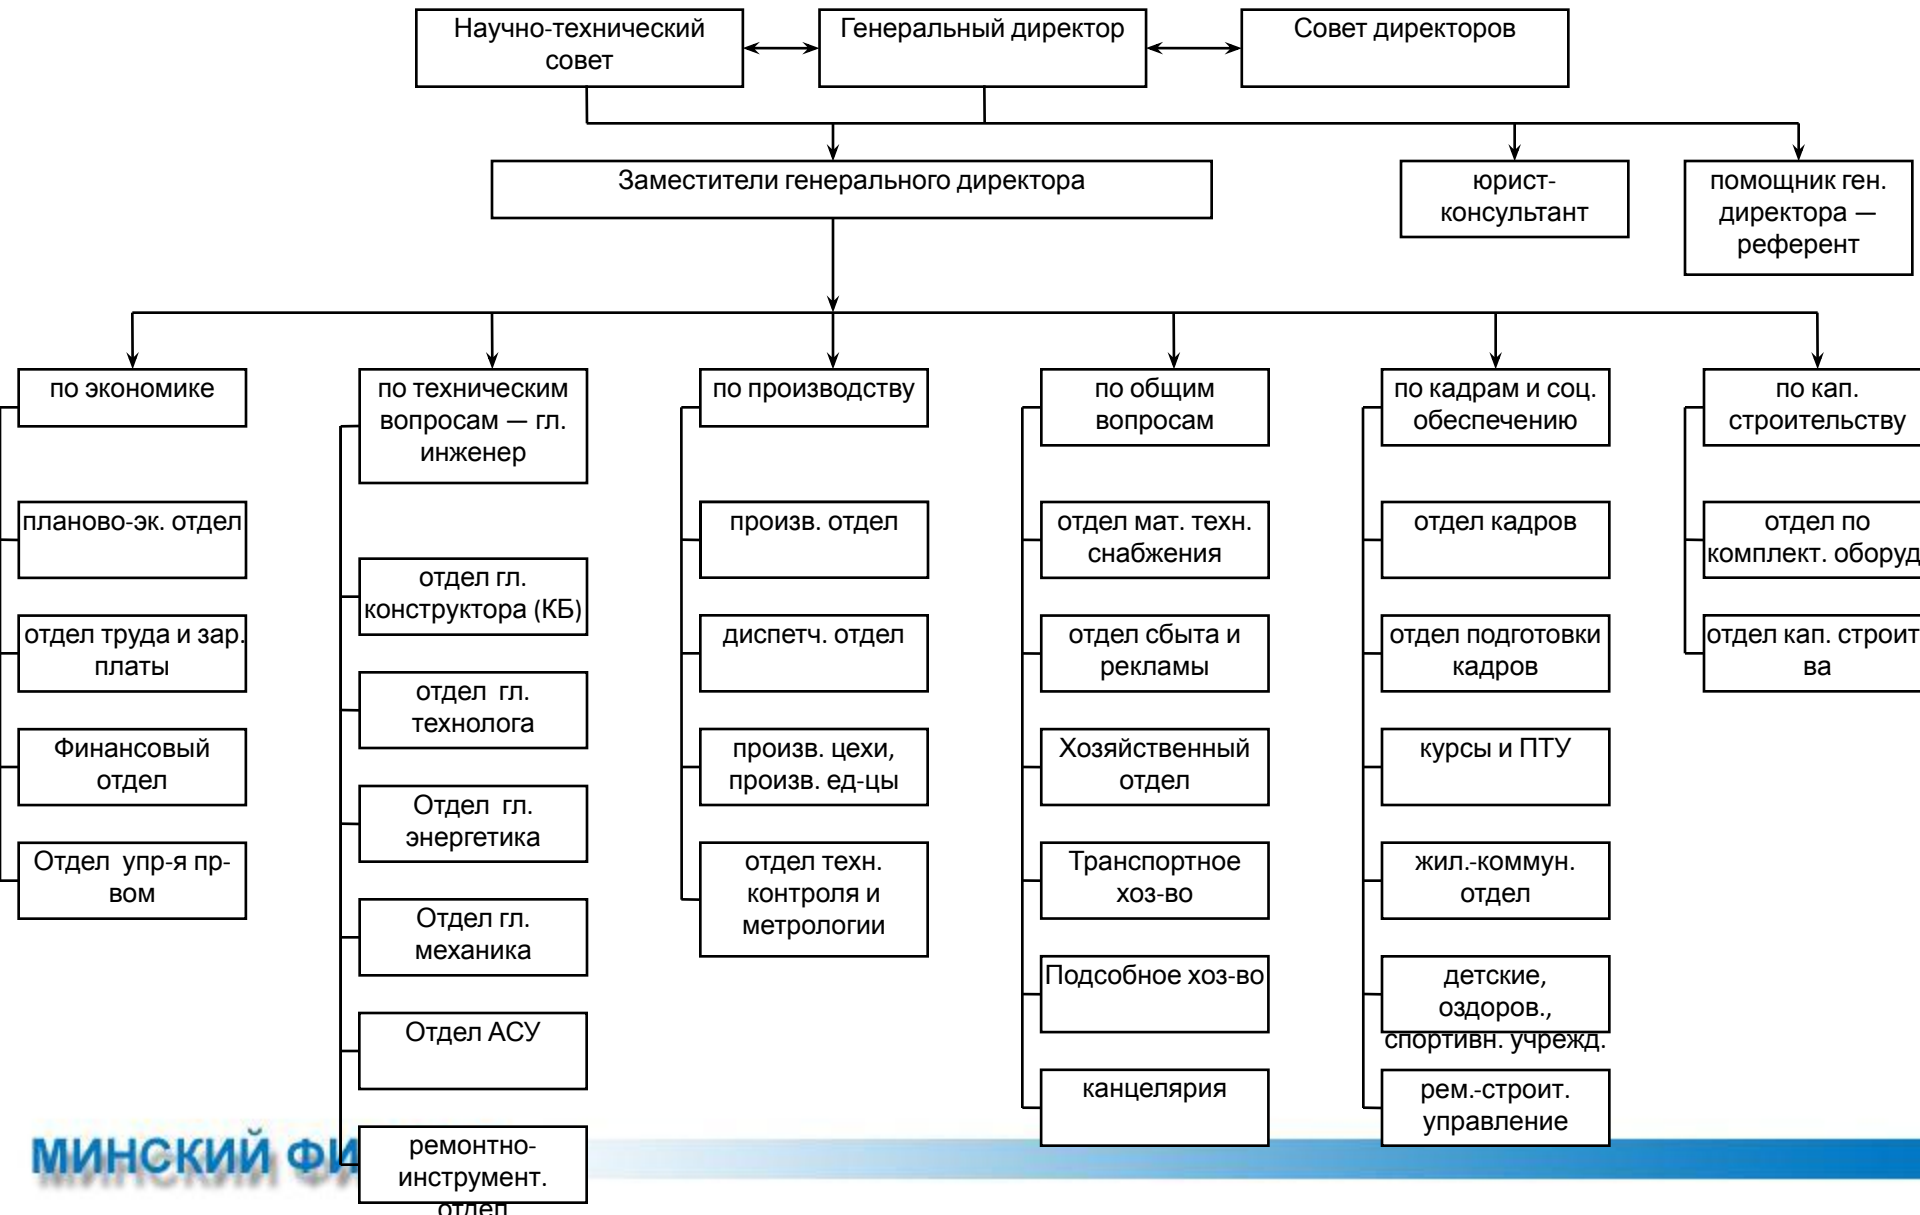 Научно-технический
совет
Генеральный директор
Совет директоров
Заместители генерального директора
юрист-
консультант
помощник ген.
директора —
референт
по экономике
планово-эк. отдел
отдел труда и зар.
платы
Финансовый
отдел
Отдел упр-я пр-
вом
по техническим
вопросам — гл.
инженер
отдел гл.
конструктора (КБ)
отдел гл.
технолога
Отдел гл.
энергетика
Отдел гл.
механика
Отдел АСУ
ремонтно-
инструмент.
отдел
по производству
произв. отдел
диспетч. отдел
произв. цехи,
произв. ед-цы
отдел техн.
контроля и
метрологии
по общим
вопросам
отдел мат. техн.
снабжения
отдел сбыта и
рекламы
Хозяйственный
отдел
Транспортное
хоз-во
Подсобное хоз-во
канцелярия
по кадрам и соц.
обеспечению
отдел кадров
отдел подготовки
кадров
курсы и ПТУ
жил.-коммун.
отдел
детские,
оздоров.,
спортивн. учрежд.
рем.-строит.
управление
по кап.
строительству
отдел по
комплект. оборуд
отдел кап. строит
ва
МИНСКИЙ ФИ